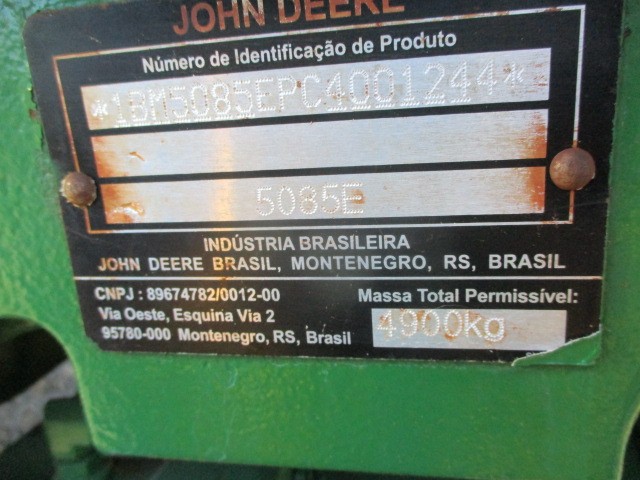 JOHN DEERE
Número de Identificação de Produto
*1BM5085EPC4001244*
5085E
INDÚSTRIA BRASILEIRA
JOHN DEERE BRASIL, MONTENEGRO, RS, BRASIL
CNPJ : 89674782/0012-00
Via Oeste, Esquina Via 2
95780-000 Montenegro, RS, Brasil
Massa Total Permissível:
4900Kg